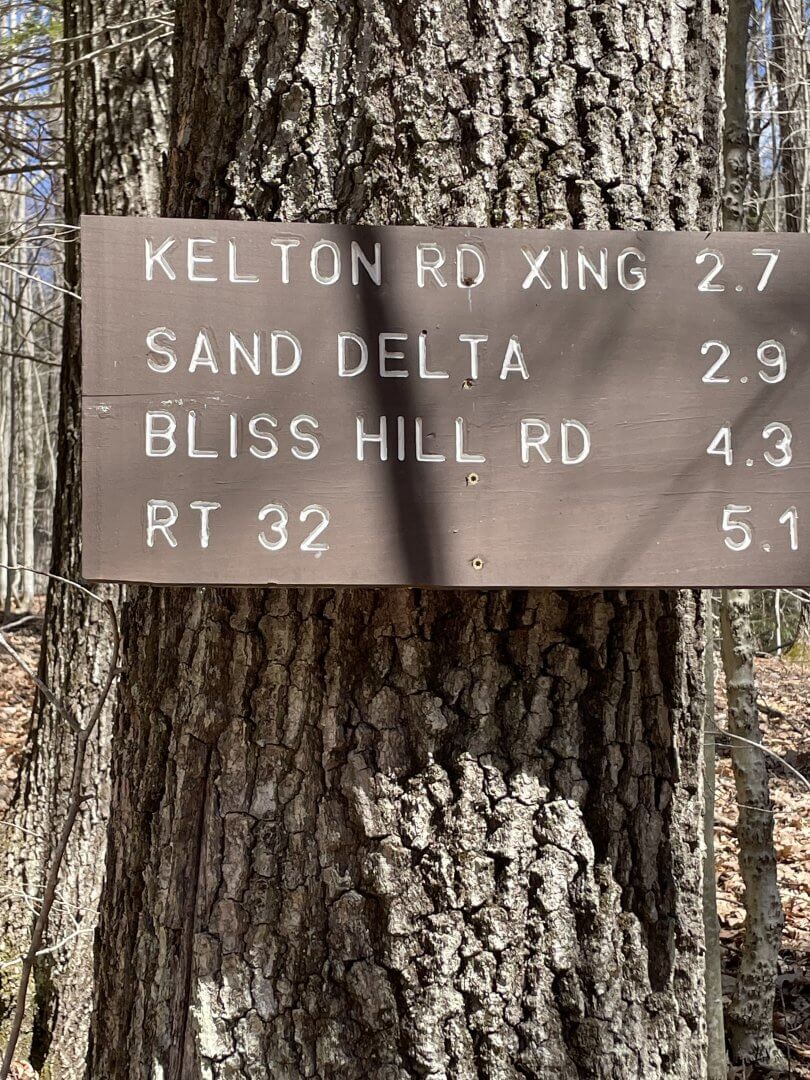 KELTON RD XING 2.7
SAND DELTA 2.9
BLISS HILL RD 4.3
RT 32 5.1